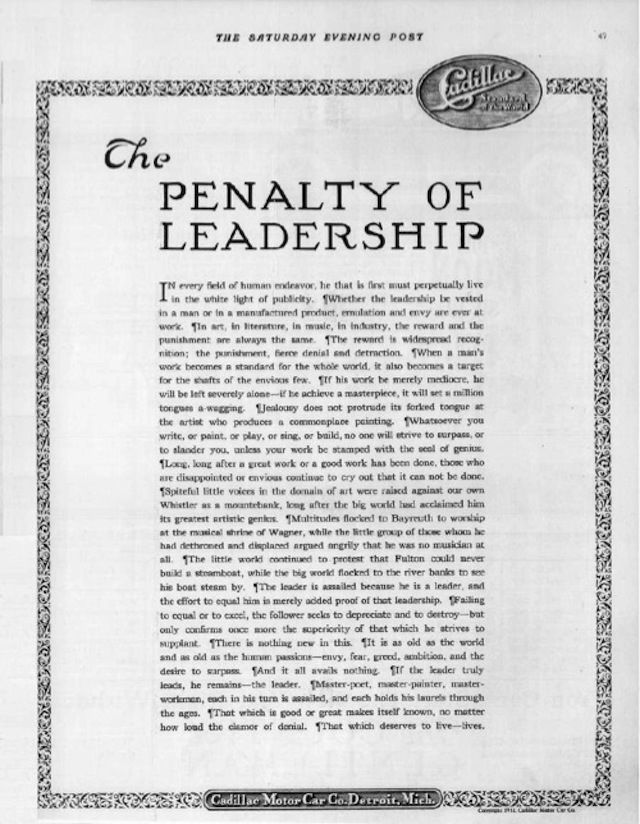 THE SATURDAY EVENING POST
47
Cadillac
Standard
of the World
The
PENALTY OF
LEADERSHIP
IN every field of human endeavor, he that is first must perpetually live
in the white light of publicity. ¶Whether the leadership be vested
in a man or in a manufactured product, emulation and envy are ever at
work. ¶In art, in literature, in music, in industry, the reward and the
punishment are always the same. ¶The reward is widespread recog-
nition; the punishment, fierce denial and detraction. ¶When a man's
work becomes a standard for the whole world, it also becomes a target
for the shafts of the envious few. ¶If his work be merely mediocre, he
will be left severely alone—if he achieve a masterpiece, it will set a million
tongues a-wagging. ¶Jealousy does not protrude its forked tongue at
the artist who produces a commonplace painting. ¶Whatsoever you
write, or paint, or play, or sing, or build, no one will strive to surpass, or
to slander you, unless your work be stamped with the seal of genius.
¶Long, long after a great work or a good work has been done, those who
are disappointed or envious continue to cry out that it can not be done.
¶Spiteful little voices in the domain of art were raised against our own
Whistler as a mountebank, long after the big world had acclaimed him
its greatest artistic genius. ¶Multitudes flocked to Bayreuth to worship
at the musical shrine of Wagner, while the little group of those whom he
had dethroned and displaced argued angrily that he was no musician at
all. ¶The little world continued to protest that Fulton could never
build a steamboat, while the big world flocked to the river banks to see
his boat steam by. ¶The leader is assailed because he is a leader, and
the effort to equal him is merely added proof of that leadership. ¶Failing
to equal or to excel, the follower seeks to depreciate and to destroy—but
only confirms once more the superiority of that which he strives to
supplant. ¶There is nothing new in this. ¶It is as old as the world
and as old as the human passions—envy, fear, greed, ambition, and the
desire to surpass. ¶And it all avails nothing. ¶If the leader truly
leads, he remains—the leader. ¶Master-poet, master-painter, master-
workman, each in his turn is assailed, and each holds his laurels through
the ages. ¶That which is good or great makes itself known, no matter
how loud the clamor of denial. ¶That which deserves to live—lives.
Cadillac Motor Car Co. Detroit, Mich.
Copyright 1914, Cadillac Motor Car Co.